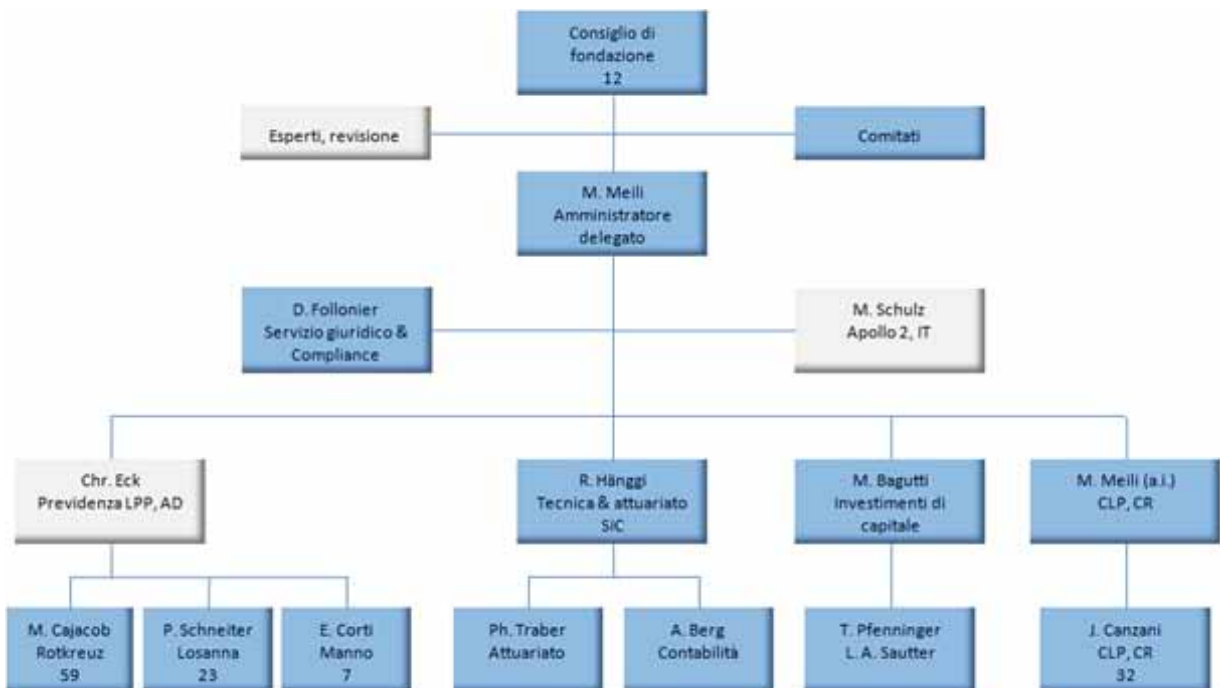 Consiglio di
fondazione
12
Esperti, revisione
Comitati
M. Meili
Amministratore
delegato
D. Follonier
Servizio giuridico &
Compliance
M. Schulz
Apollo 2, IT
Chr. Eck
Previdenza LPP, AD
R. Hänggi
Tecnica & attuariato
SiC
M. Bagutti
Investimenti di
capitale
M. Meili (a.i.)
CLP, CR
M. Cajacob
Rotkreuz
59
P. Schneiter
Losanna
23
E. Corti
Manno
7
Ph. Traber
Attuariato
A. Berg
Contabilità
T. Pfenninger
L. A. Sautter
J. Canzani
CLP, CR
32